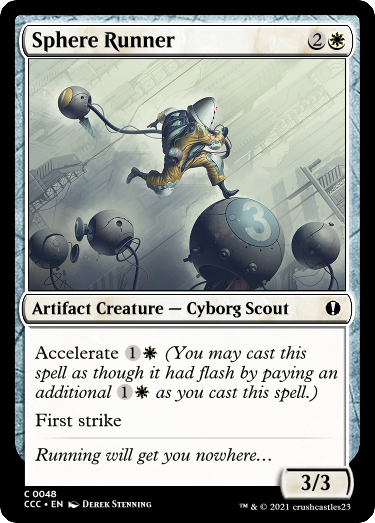 Sphere Runner 2
3
Artifact Creature — Cyborg Scout
Accelerate 1 (You may cast this
spell as though it had flash by paying an
additional 1 as you cast this spell.)
First strike
Running will get you nowhere…
3/3
C 0048
CCC • EN DEREK STENNING
™ & © 2021 crushcastles23